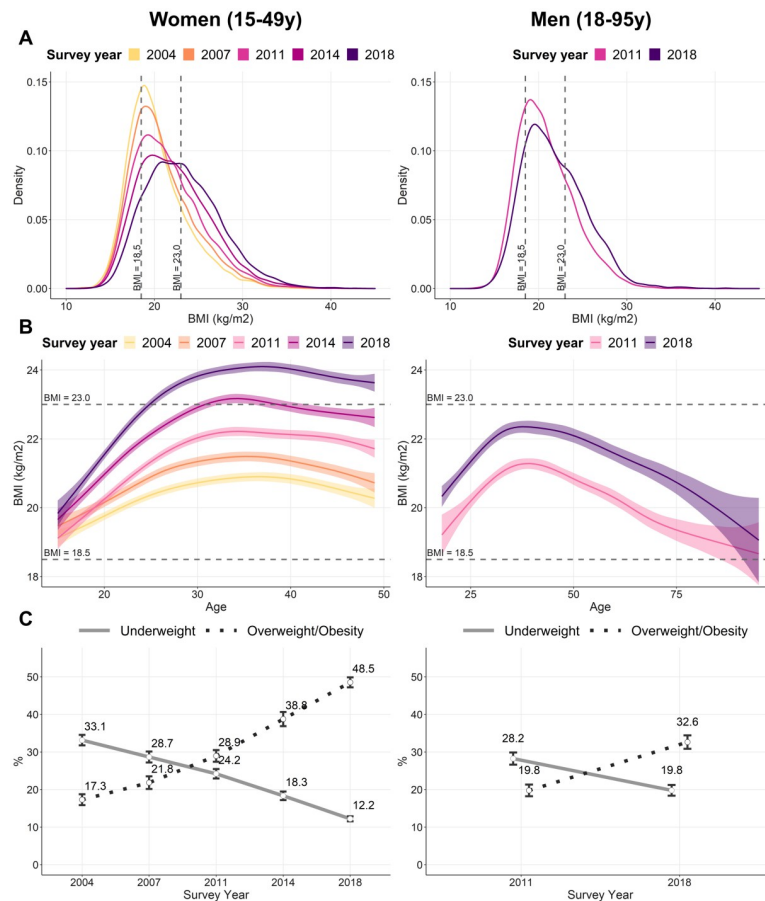 Women (15-49y)
Men (18-95y)
A
Survey year 2004 2007 2011 2014 2018
Survey year 2011 2018
0.15
0.10
0.05
0.00
Density
BMI = 18.5
BMI = 23.0
10 20 30 40
BMI (kg/m2)
0.15
0.10
0.05
0.00
Density
BMI = 18.5
BMI = 23.0
10 20 30 40
BMI (kg/m2)
B
Survey year 2004 2007 2011 2014 2018
Survey year 2011 2018
24
22
20
18
BMI (kg/m2)
BMI = 23.0
BMI = 18.5
20 30 40 50
Age
24
22
20
18
BMI (kg/m2)
BMI = 23.0
BMI = 18.5
25 50 75
Age
C
Underweight Overweight/Obesity
Underweight Overweight/Obesity
50
40
30
20
10
0
%
33.1
28.7
24.2
18.3
12.2
17.3
21.8
28.9
38.8
48.5
2004 2007 2011 2014 2018
Survey Year
50
40
30
20
10
0
%
28.2
19.8
19.8
32.6
2011 2018
Survey Year